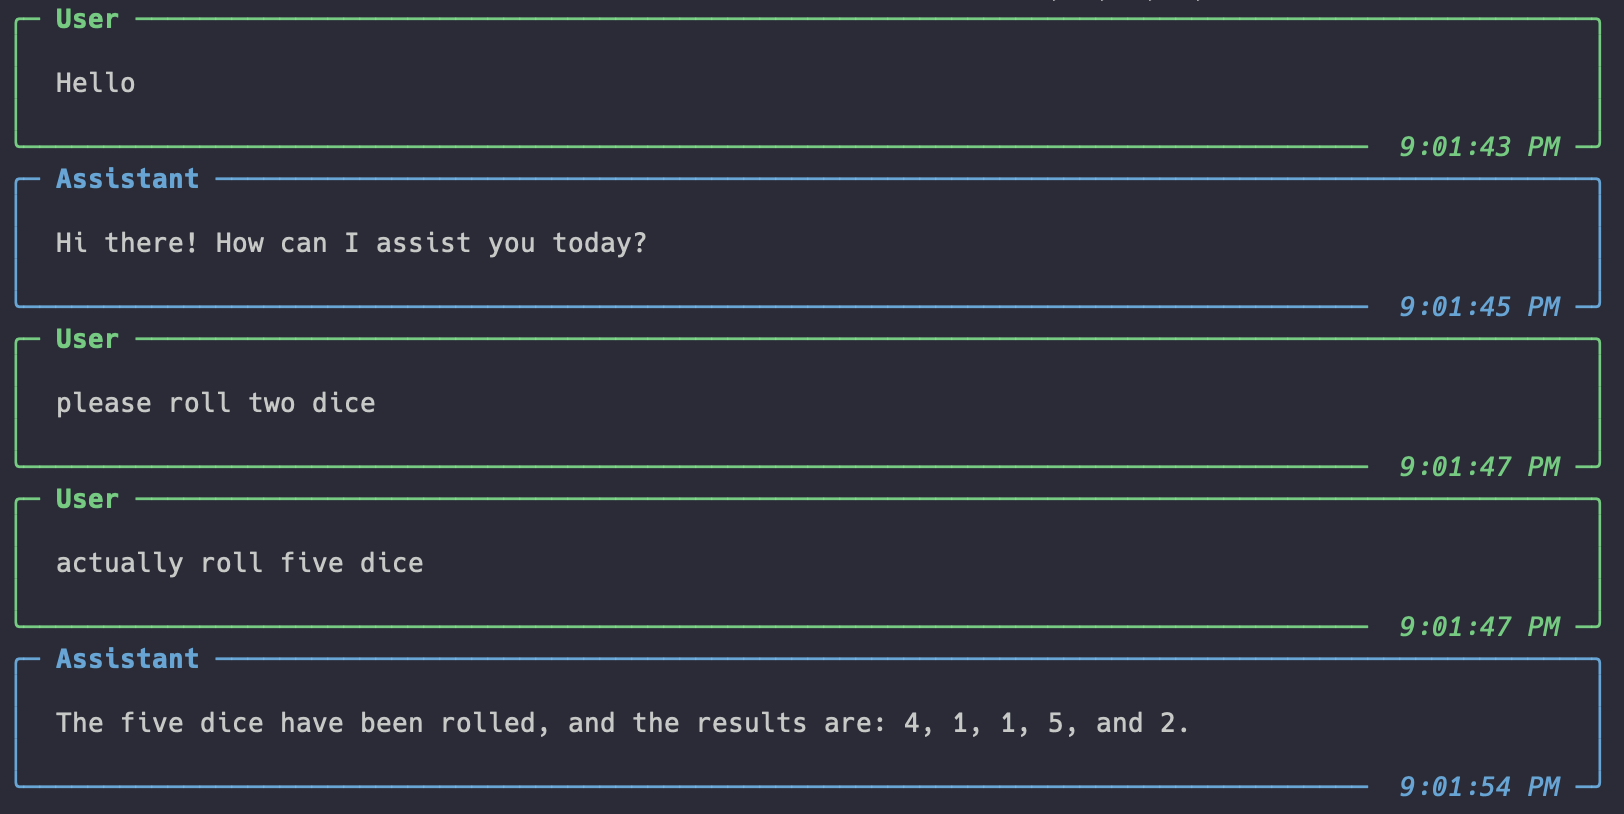 User
Hello
9:01:43 PM
Assistant
Hi there! How can I assist you today?
9:01:45 PM
User
please roll two dice
9:01:47 PM
User
actually roll five dice
9:01:47 PM
Assistant
The five dice have been rolled, and the results are: 4, 1, 1, 5, and 2.
9:01:54 PM